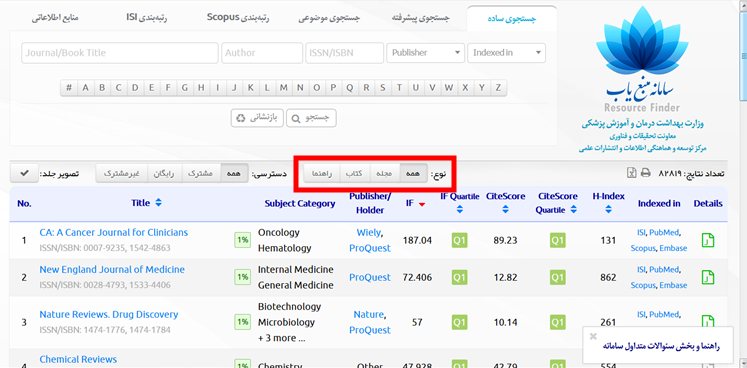 جستجوی ساده
جستجوی پیشرفته
جستجوی موضوعی
رتبه‌بندی Scopus
رتبه‌بندی ISI
منابع اطلاعاتی
Journal/Book Title Author ISSN/ISBN Publisher Indexed in
# A B C D E F G H I J K L M N O P Q R S T U V W X Y Z
جستجو بازنشانی
سامانه منبع یاب
Resource Finder
وزارت بهداشت درمان و آموزش پزشکی
معاونت تحقیقات و فناوری
مرکز توسعه و هماهنگی اطلاعات و انتشارات علمی
تعداد نتایج: ۸۲۸۱۹
نوع: همه مجله کتاب راهنما
دسترسی: همه مشترک رایگان غیرمشترک
تصویر جلد:
No. Title Subject Category Publisher/Holder IF IF Quartile CiteScore CiteScore Quartile H-Index Indexed in Details
1 CA: A Cancer Journal for Clinicians
ISSN/ISBN: 0007-9235, 1542-4863
1%
Oncology
Hematology
Wiely,
ProQuest
187.04 Q1 89.23 Q1 131
ISI, PubMed,
Scopus, Embase
2 New England Journal of Medicine
ISSN/ISBN: 0028-4793, 1533-4406
1%
Internal Medicine
General Medicine
ProQuest
72.406 Q1 12.82 Q1 862
ISI, PubMed,
Scopus, Embase
3 Nature Reviews. Drug Discovery
ISSN/ISBN: 1474-1776, 1474-1784
1%
Biotechnology
Microbiology
+ 3 more ...
Nature,
ProQuest
57 Q1 10.14 Q1 261
ISI, PubMed,
راهنما و بخش سئوالات متداول سامانه
4 Chemical Reviews
Chemistry Other 47.928 42.79 554